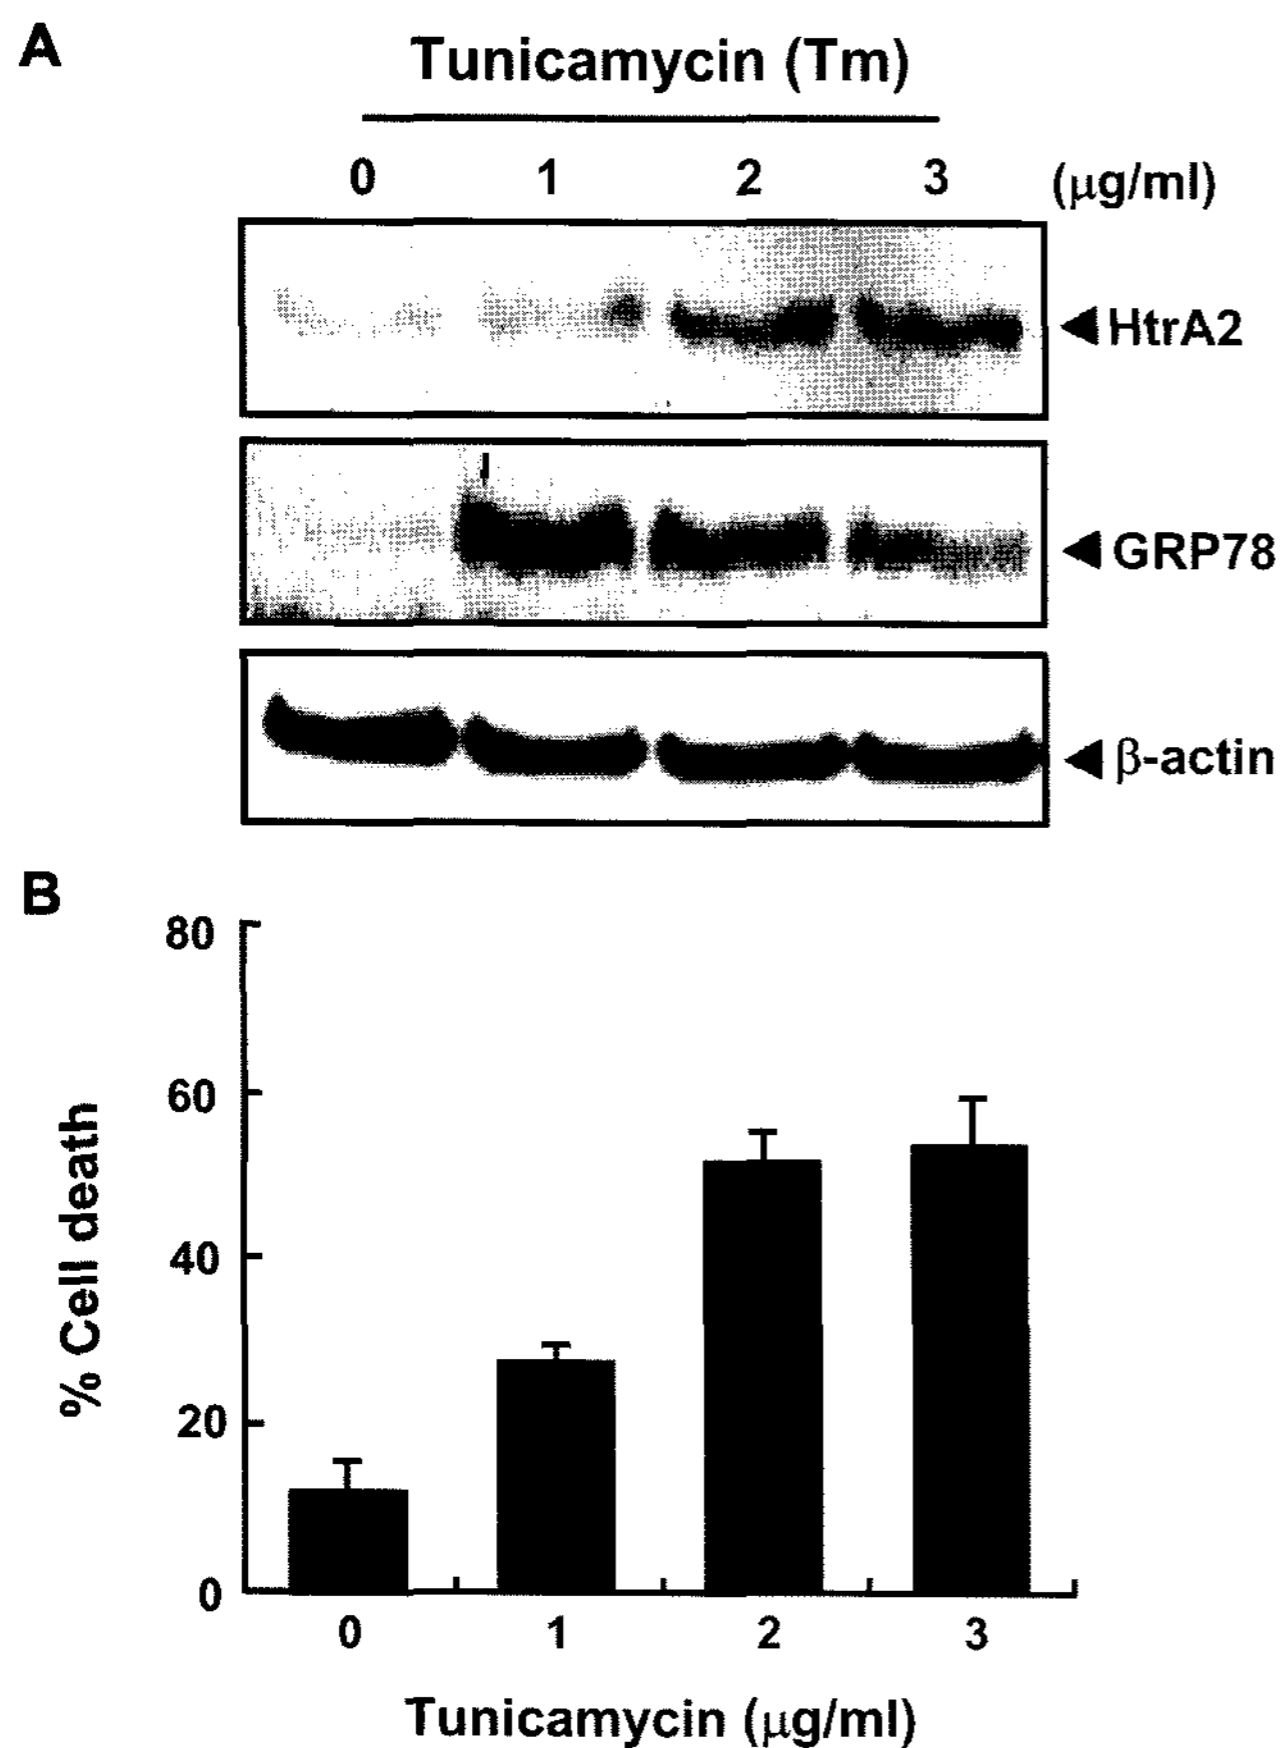 A
Tunicamycin (Tm)
0 1 2 3 (μg/ml)
HtrA2
GRP78
β-actin
B
80
60
40
20
0
% Cell death
0 1 2 3
Tunicamycin (μg/ml)